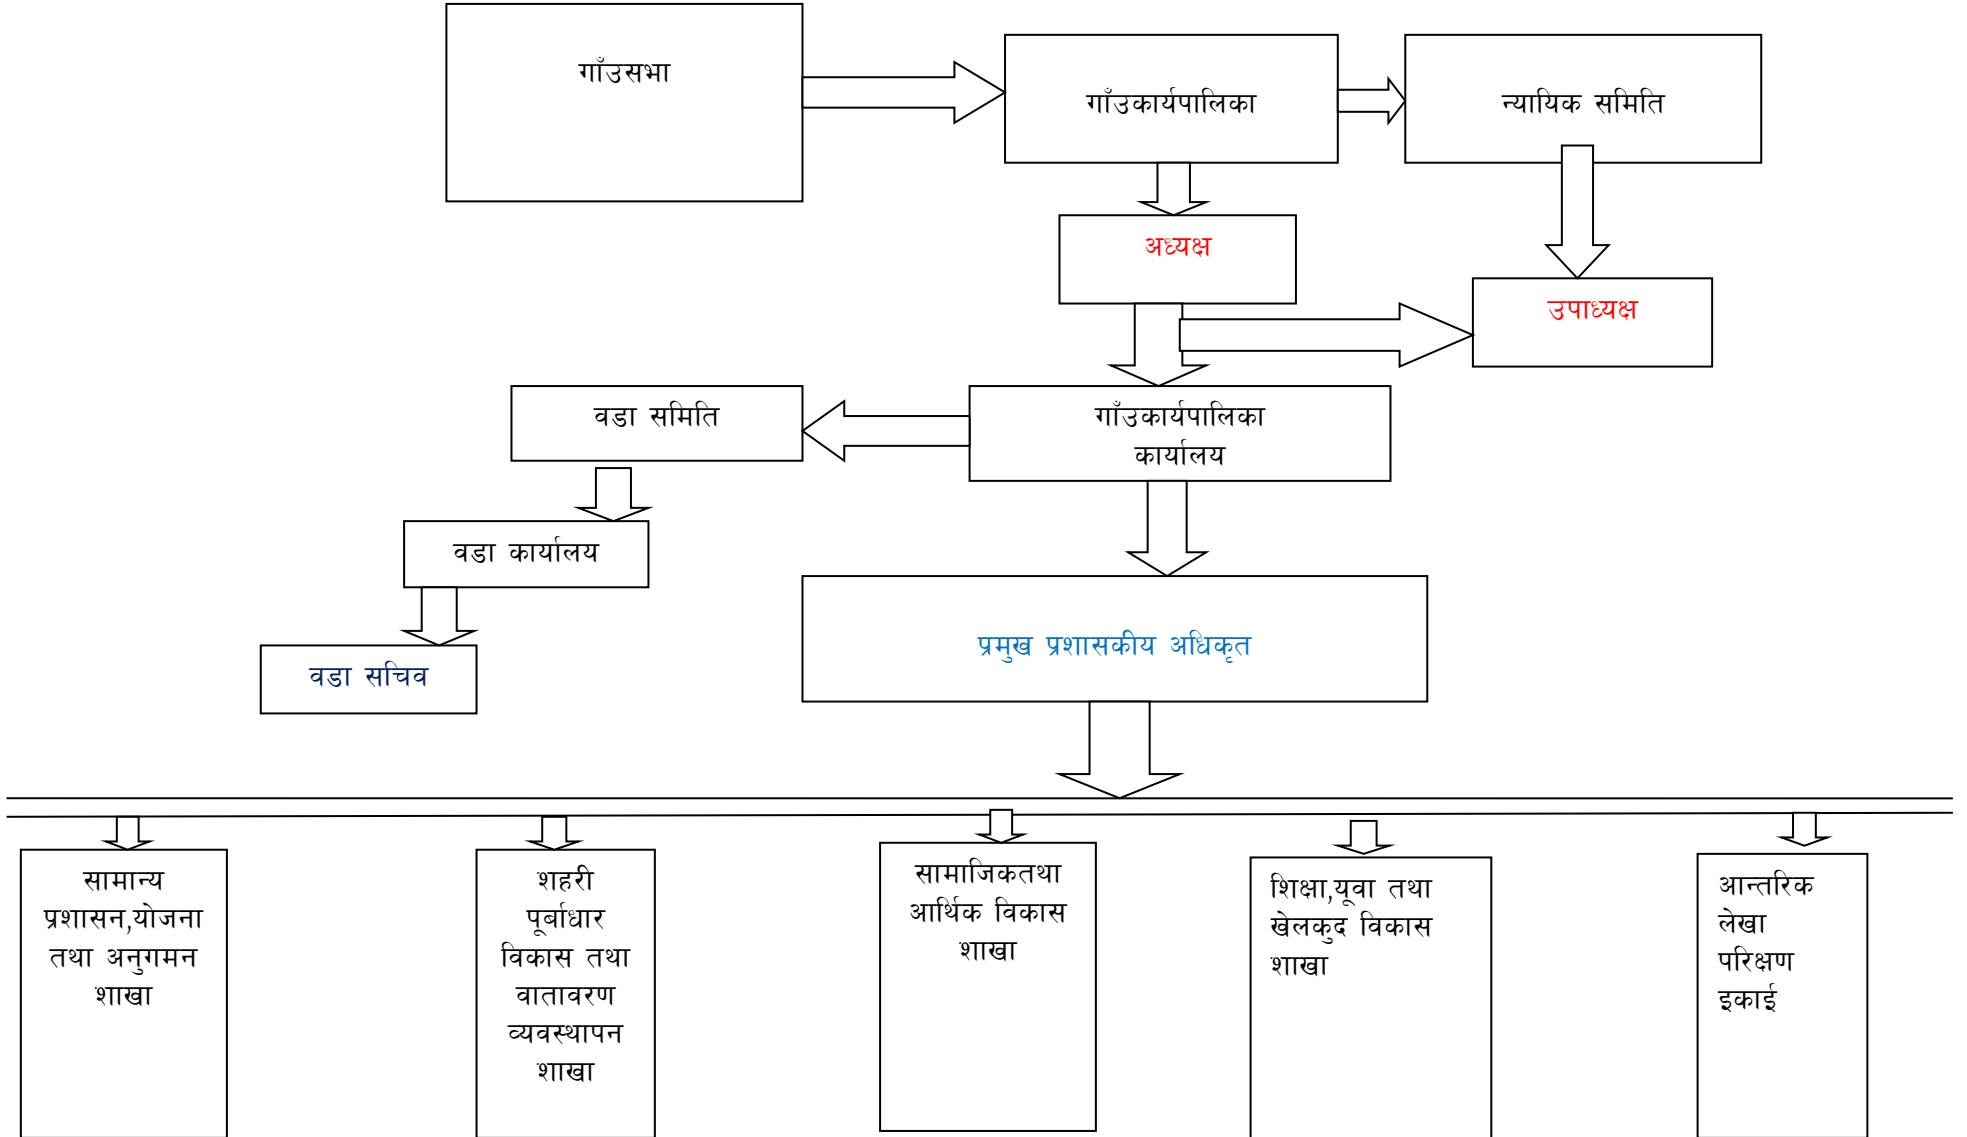 गाँउसभा
गाँउकार्यपालिका
न्यायिक समिति
अध्यक्ष
उपाध्यक्ष
वडा समिति
गाँउकार्यपालिका
कार्यालय
वडा कार्यालय
प्रमुख प्रशासकीय अधिकृत
वडा सचिव
सामान्य
प्रशासन,योजना
तथा अनुगमन
शाखा
शहरी
पूर्बाधार
विकास तथा
वातावरण
व्यवस्थापन
शाखा
सामाजिकतथा
आर्थिक विकास
शाखा
शिक्षा,यूवा तथा
खेलकुद विकास
शाखा
आन्तरिक
लेखा
परिक्षण
इकाई